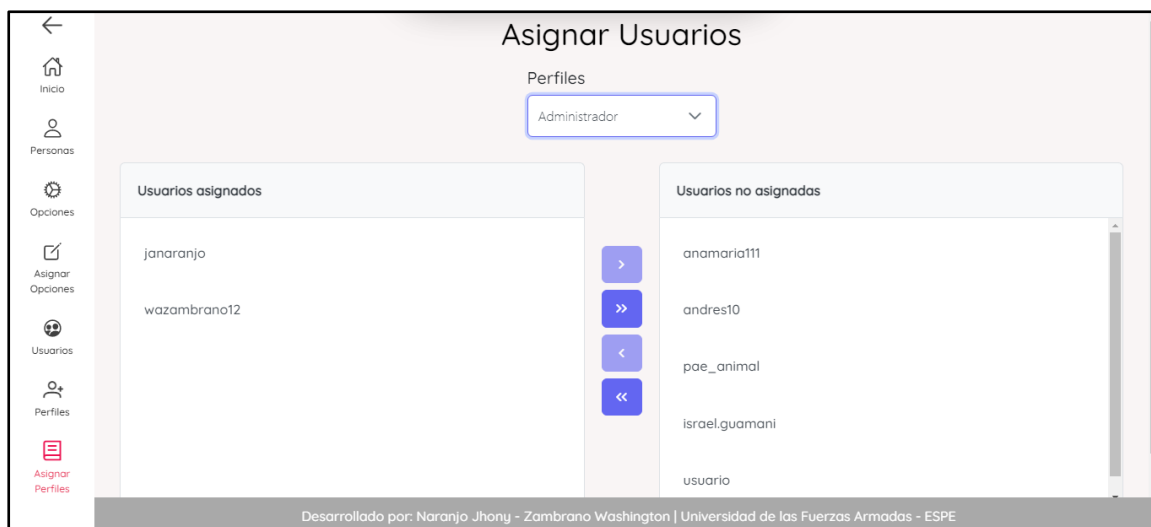 Inicio
Personas
Opciones
Asignar
Opciones
Usuarios
Perfiles
Asignar
Perfiles
Asignar Usuarios
Perfiles
Administrador
Usuarios asignados
janaranjo
wazambrano12
Usuarios no asignadas
anamaria111
andres10
pae_animal
israel.guamani
usuario
Desarrollado por: Naranjo Jhony - Zambrano Washington | Universidad de las Fuerzas Armadas - ESPE